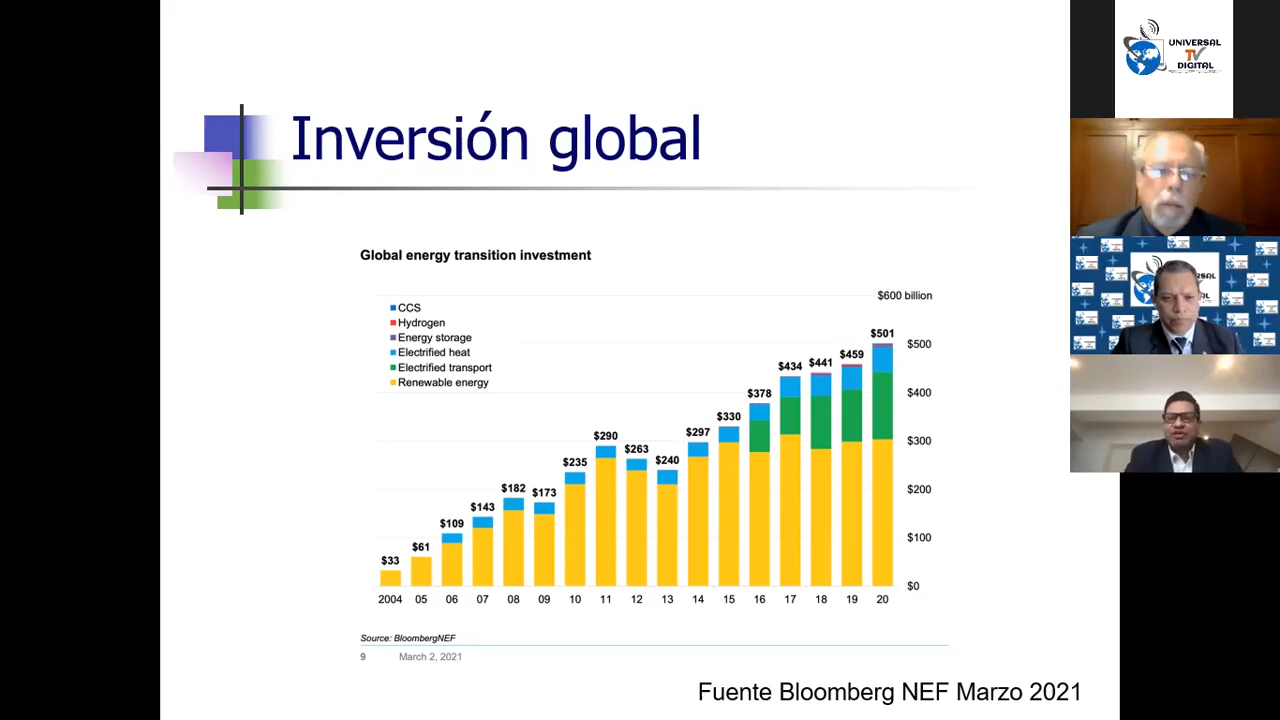 Inversión global
Global energy transition investment
$600 billion
CCS
Hydrogen
Energy storage
Electrified heat
Electrified transport
Renewable energy
$33
$61
$109
$143
$182
$173
$235
$290
$263
$240
$297
$330
$378
$434
$441
$459
$501
$500
$400
$300
$200
$100
$0
2004 05 06 07 08 09 10 11 12 13 14 15 16 17 18 19 20
Source: BloombergNEF
9 March 2, 2021
Fuente Bloomberg NEF Marzo 2021
UNIVERSAL
TV
DIGITAL